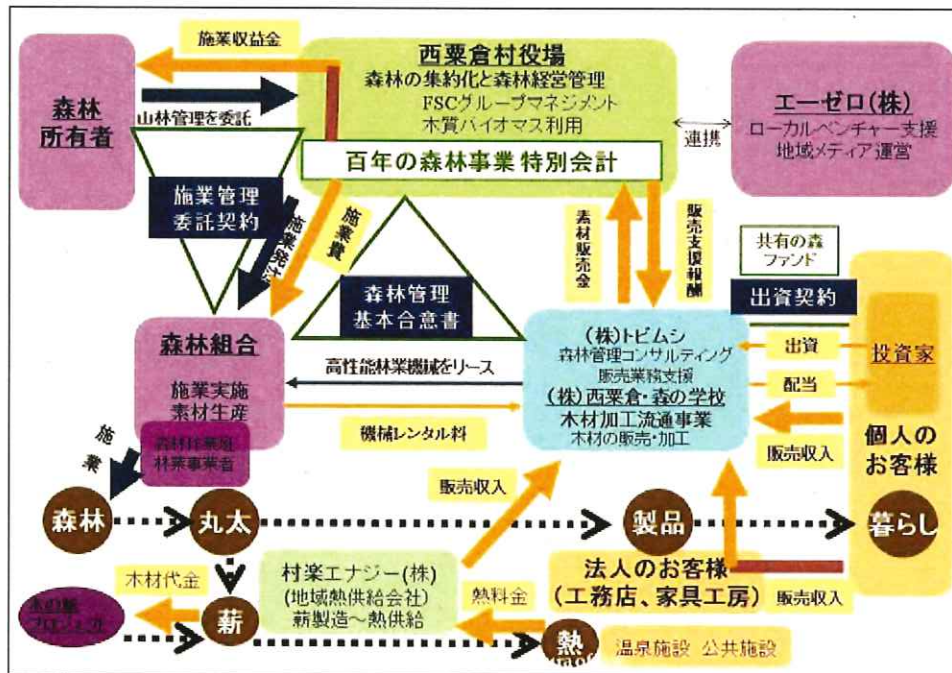 施業収益金
西粟倉村役場
森林の集約化と森林経営管理
FSCグループマネジメント
木質バイオマス利用
百年の森林事業 特別会計
森林
所有者
山林管理を委託
エーゼロ(株)
ローカルベンチャー支援
地域メディア運営
連携
施業管理
委託契約
施業費
森林管理
基本合意書
素材販売金
販売支援報酬
共有の森
ファンド
出資契約
森林組合
施業実施
素材生産
林業事業者
高性能林業機械をリース
機械レンタル料
(株)トビムシ
森林管理コンサルティング
販売業務支援
(株)西粟倉・森の学校
木材加工流通事業
木材の販売・加工
出資
配当
投資家
販売収入
個人の
お客様
施業
販売収入
森林
丸太
製品
暮らし
木材代金
薪
村楽エナジー(株)
(地域熱供給会社)
薪製造～熱供給
熱料金
法人のお客様
(工務店、家具工房)
販売収入
熱
温泉施設 公共施設